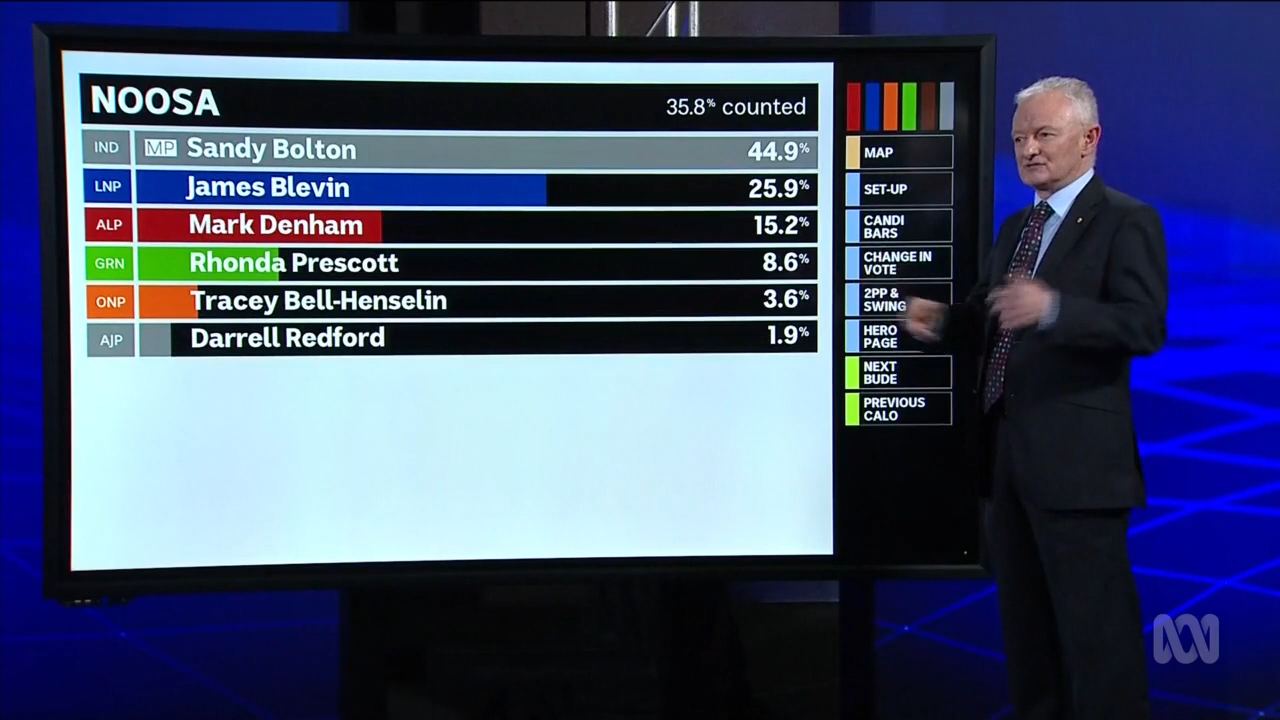 NOOSA
35.8% counted
IND MP Sandy Bolton 44.9%
LNP James Blevin 25.9%
ALP Mark Denham 15.2%
GRN Rhonda Prescott 8.6%
ONP Tracey Bell-Henselin 3.6%
AJP Darrell Redford 1.9%
MAP
SET-UP
CANDI
BARS
CHANGE IN
VOTE
2PP &
SWING
HERO
PAGE
NEXT
BUDE
PREVIOUS
CALO